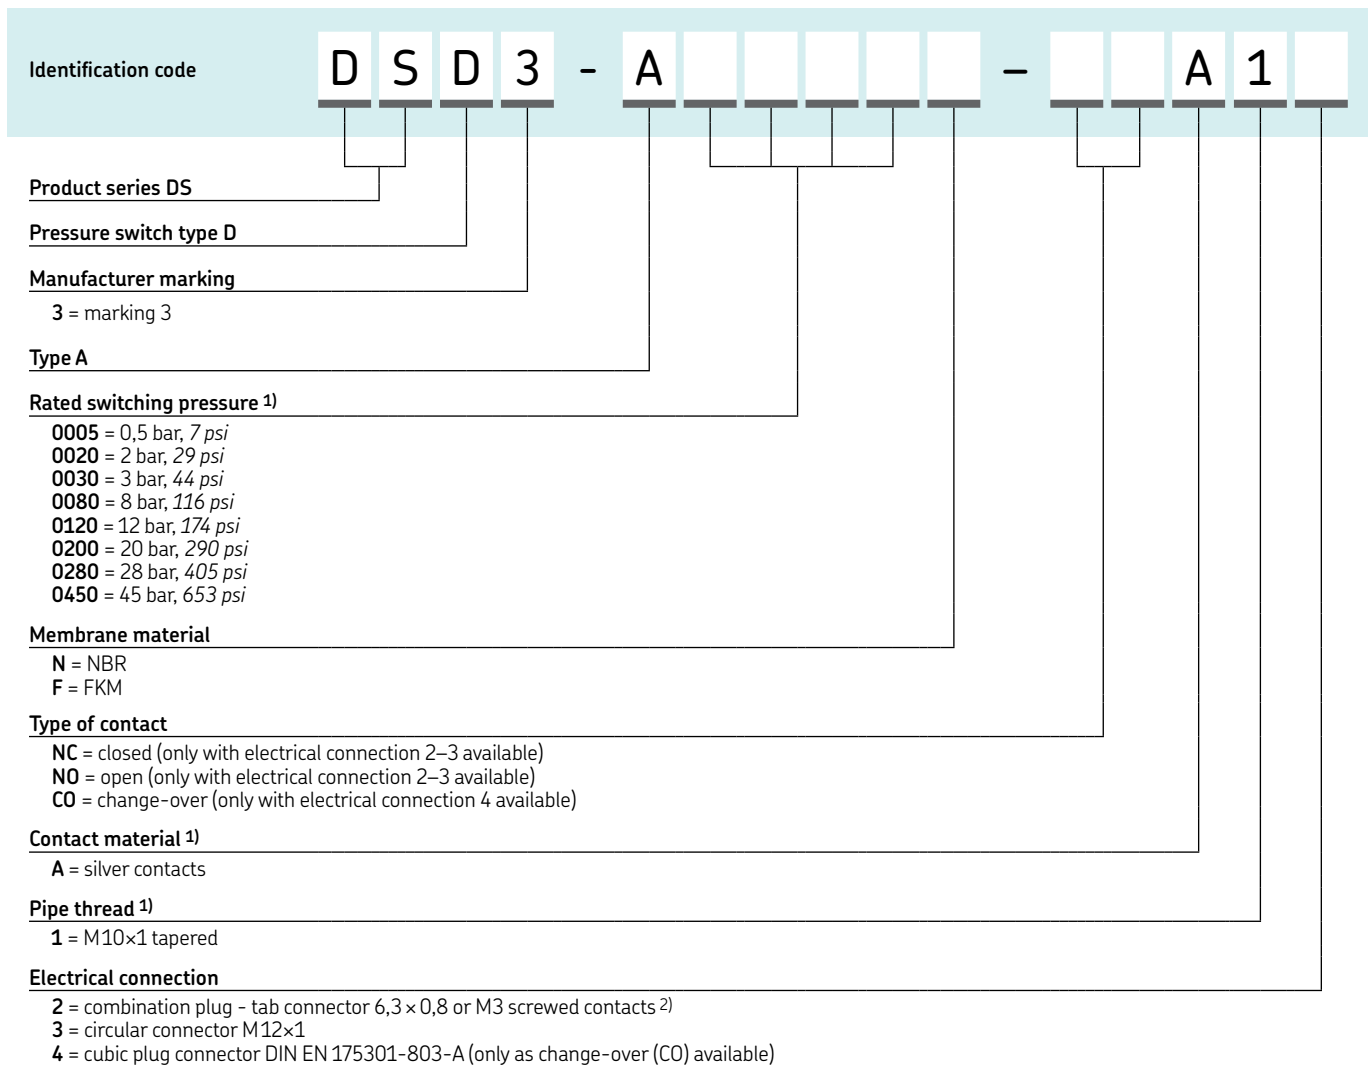 Identification code D S D 3 - A – A 1
Product series DS
Pressure switch type D
Manufacturer marking
3 = marking 3
Type A
Rated switching pressure 1)
0005 = 0,5 bar, 7 psi
0020 = 2 bar, 29 psi
0030 = 3 bar, 44 psi
0080 = 8 bar, 116 psi
0120 = 12 bar, 174 psi
0200 = 20 bar, 290 psi
0280 = 28 bar, 405 psi
0450 = 45 bar, 653 psi
Membrane material
N = NBR
F = FKM
Type of contact
NC = closed (only with electrical connection 2–3 available)
NO = open (only with electrical connection 2–3 available)
CO = change-over (only with electrical connection 4 available)
Contact material 1)
A = silver contacts
Pipe thread 1)
1 = M10×1 tapered
Electrical connection
2 = combination plug - tab connector 6,3 × 0,8 or M3 screwed contacts 2)
3 = circular connector M12×1
4 = cubic plug connector DIN EN 175301-803-A (only as change-over (CO) available)